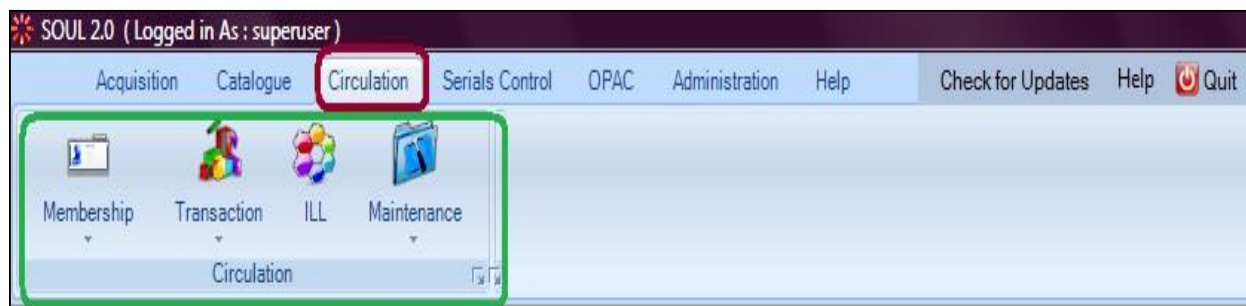 SOUL 2.0 ( Logged in As : superuser )
Acquisition Catalogue Circulation Serials Control OPAC Administration Help Check for Updates Help Quit
Membership Transaction ILL Maintenance
Circulation